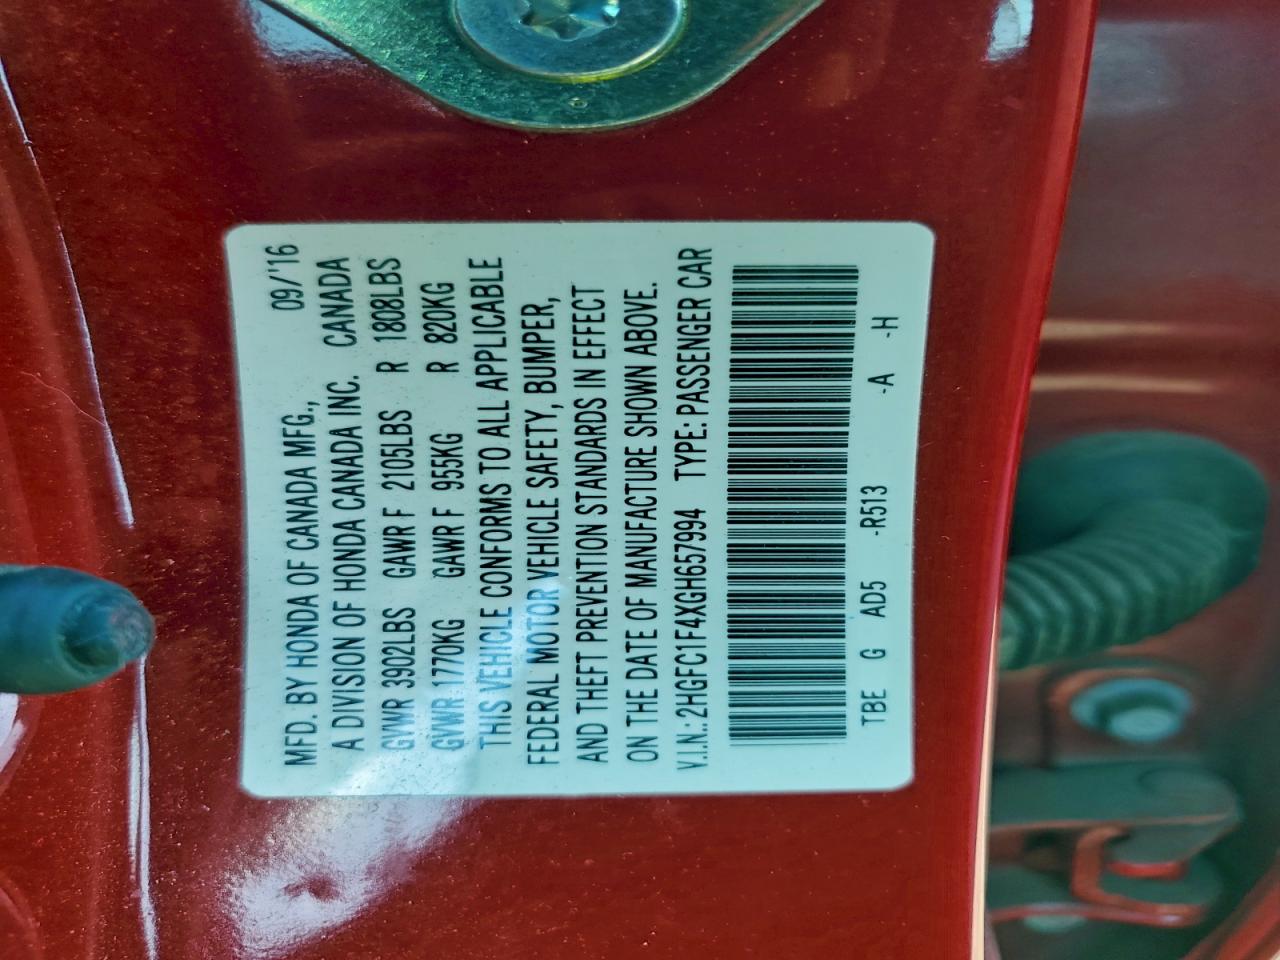 MFD. BY HONDA OF CANADA MFG., 09/'16
A DIVISION OF HONDA CANADA INC. CANADA
GVWR 3902LBS GAWR F 2105LBS R 1808LBS
GVWR 1770KG GAWR F 955KG R 820KG
THIS VEHICLE CONFORMS TO ALL APPLICABLE
FEDERAL MOTOR VEHICLE SAFETY, BUMPER,
AND THEFT PREVENTION STANDARDS IN EFFECT
ON THE DATE OF MANUFACTURE SHOWN ABOVE.
V.I.N.: 2HGFC1F4XGH657994 TYPE: PASSENGER CAR
TBE G AD5 -R513 -A -H